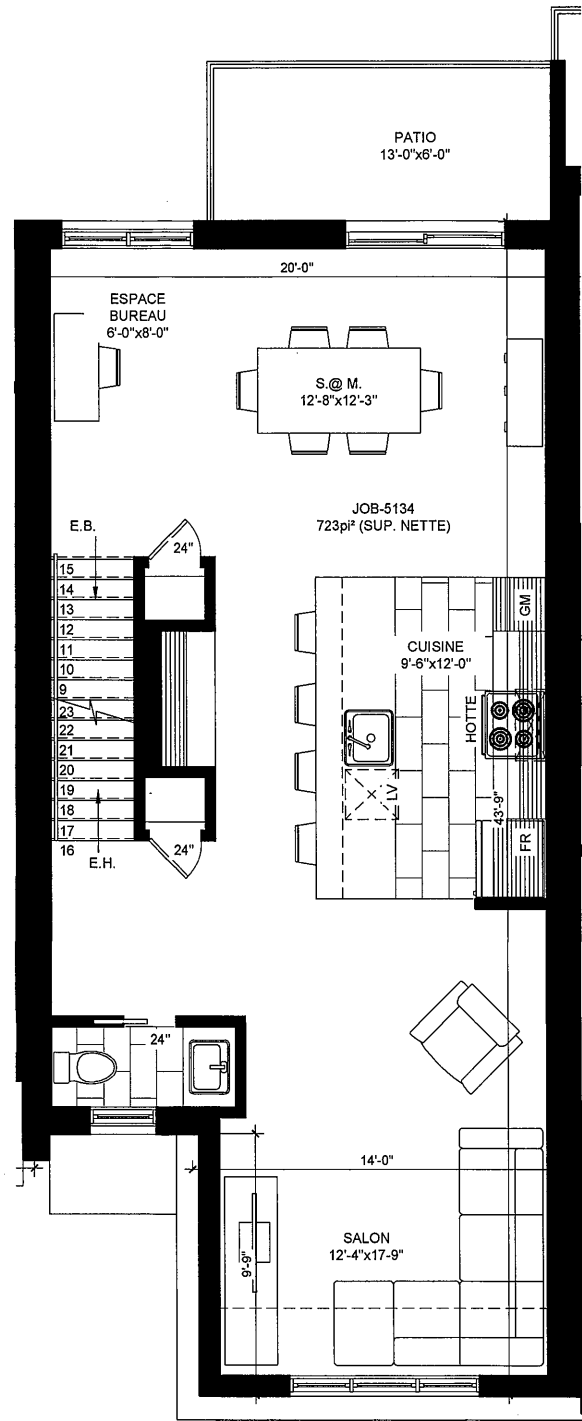 PATIO
13'-0"x6'-0"
20'-0"
ESPACE
BUREAU
6'-0"x8'-0"
S.@ M.
12'-8"x12'-3"
JOB-5134
723pi² (SUP. NETTE)
E.B.
24"
15
14
13
12
11
10
9
23
22
21
20
19
18
17
16
E.H.
24"
CUISINE
9'-6"x12'-0"
GM
HOTTE
LV
43'-9"
FR
24"
14'-0"
9'-9"
SALON
12'-4"x17'-9"